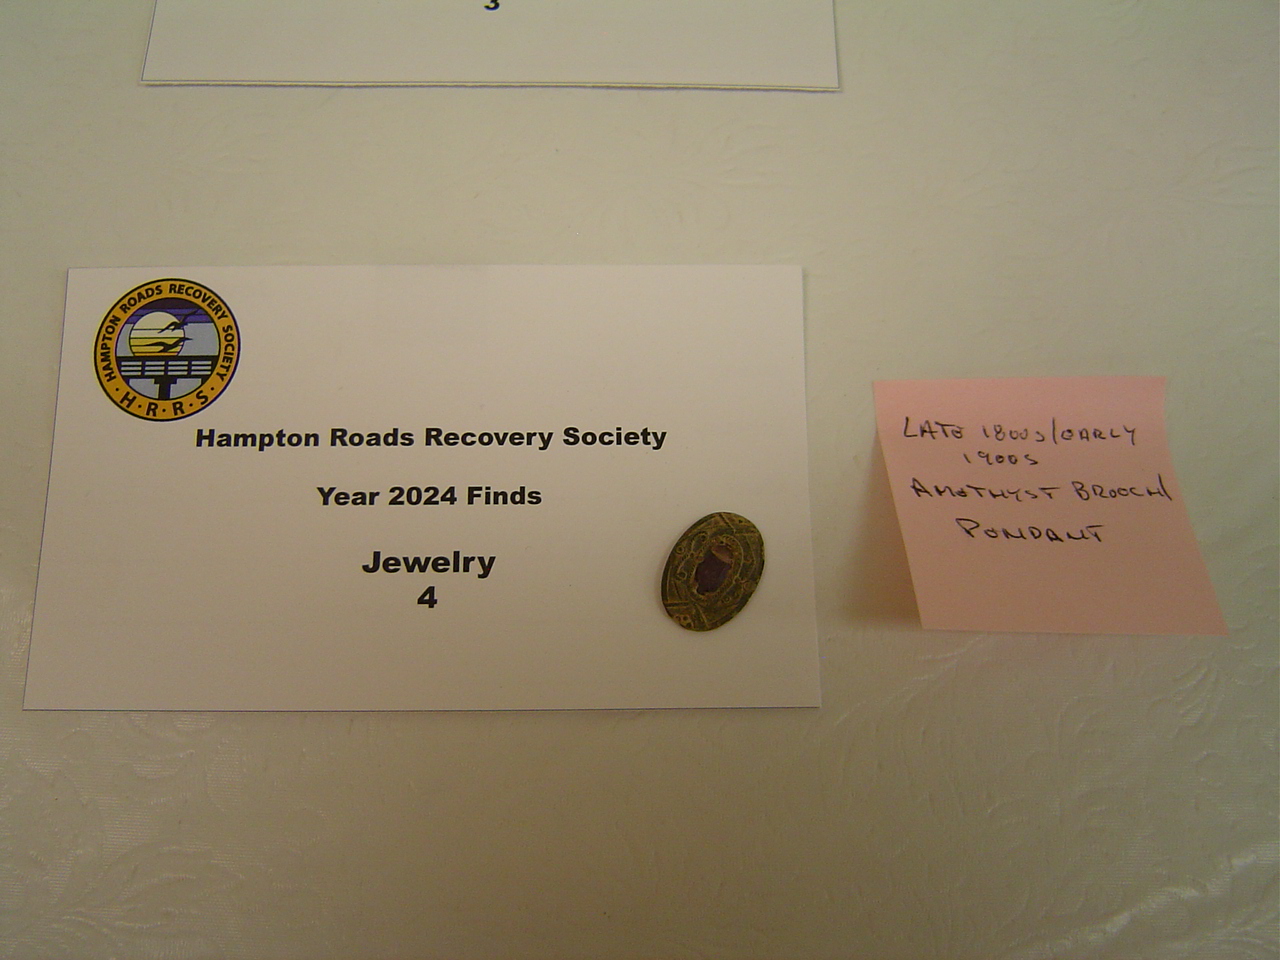 3
HAMPTON ROADS RECOVERY SOCIETY
· H · R · R · S ·
Hampton Roads Recovery Society
Year 2024 Finds
Jewelry
4
LATE 1800s/EARLY
1900s
AMETHYST BROOCH/
PENDANT